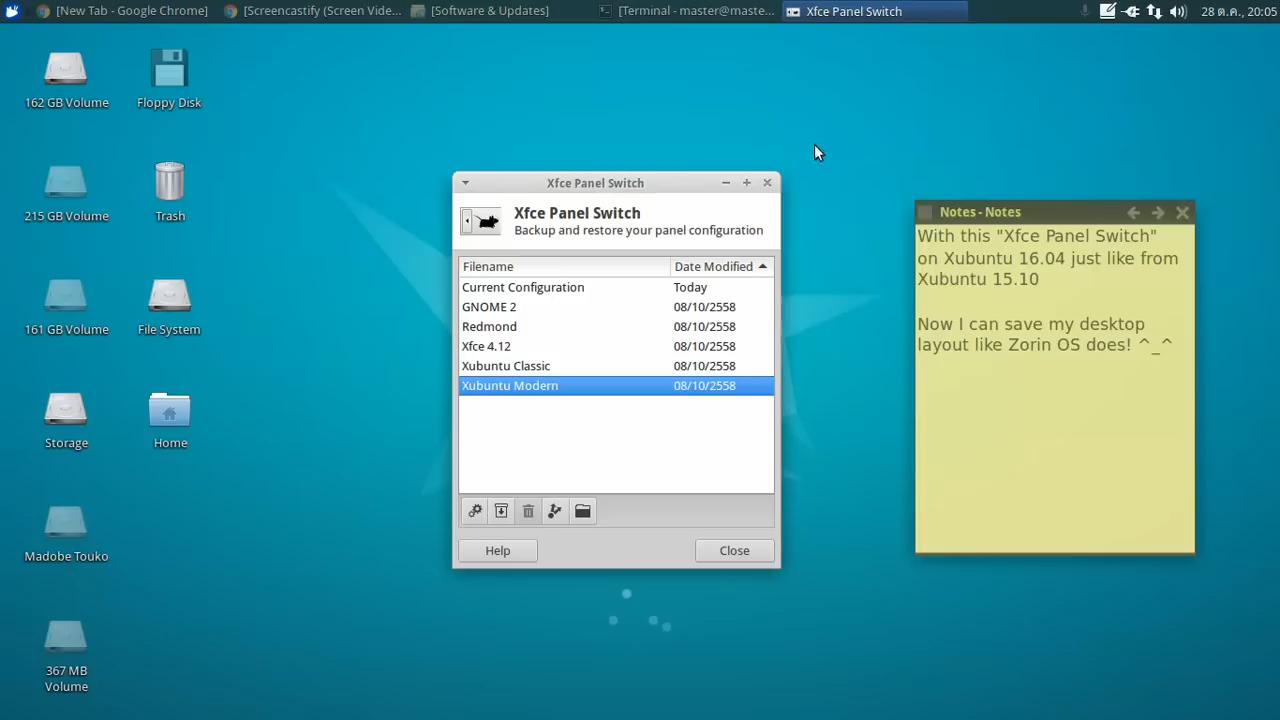 [New Tab - Google Chrome]
[Screencastify (Screen Vide...
[Software & Updates]
[Terminal - master@maste...
Xfce Panel Switch
28 ต.ค., 20:05
162 GB Volume
Floppy Disk
215 GB Volume
Trash
161 GB Volume
File System
Storage
Home
Madobe Touko
367 MB
Volume
Xfce Panel Switch
Xfce Panel Switch
Backup and restore your panel configuration
Filename Date Modified
Current Configuration Today
GNOME 2 08/10/2558
Redmond 08/10/2558
Xfce 4.12 08/10/2558
Xubuntu Classic 08/10/2558
Xubuntu Modern 08/10/2558
Help
Close
Notes - Notes
With this "Xfce Panel Switch"
on Xubuntu 16.04 just like from
Xubuntu 15.10
Now I can save my desktop
layout like Zorin OS does! ^_^